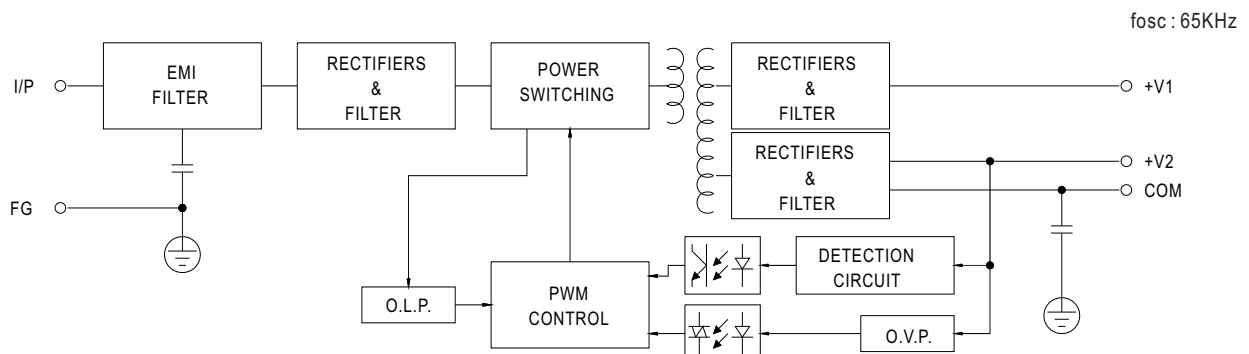 fosc : 65KHz
I/P
EMI
FILTER
RECTIFIERS
&
FILTER
POWER
SWITCHING
RECTIFIERS
&
FILTER
+V1
RECTIFIERS
&
FILTER
+V2
COM
FG
O.L.P.
PWM
CONTROL
DETECTION
CIRCUIT
O.V.P.